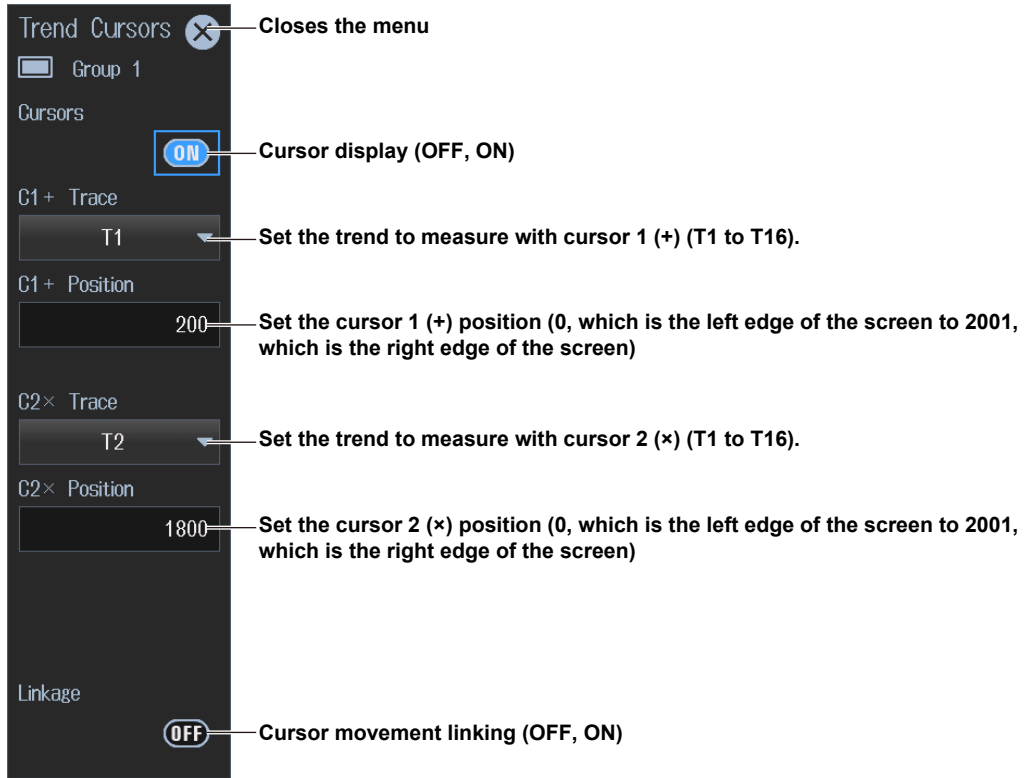 Trend Cursors
Closes the menu
Group 1
Cursors
ON
Cursor display (OFF, ON)
C1+ Trace
T1
Set the trend to measure with cursor 1 (+) (T1 to T16).
C1+ Position
200
Set the cursor 1 (+) position (0, which is the left edge of the screen to 2001,
which is the right edge of the screen)
C2× Trace
T2
Set the trend to measure with cursor 2 (×) (T1 to T16).
C2× Position
1800
Set the cursor 2 (×) position (0, which is the left edge of the screen to 2001,
which is the right edge of the screen)
Linkage
OFF
Cursor movement linking (OFF, ON)